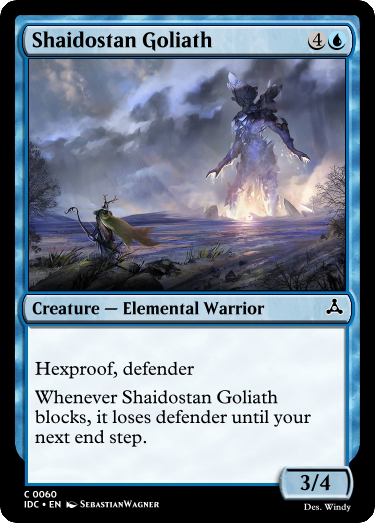 Shaidostan Goliath 4
Creature — Elemental Warrior
Hexproof, defender
Whenever Shaidostan Goliath
blocks, it loses defender until your
next end step.
3/4
C 0060
IDC • EN SebastianWagner
Des. Windy